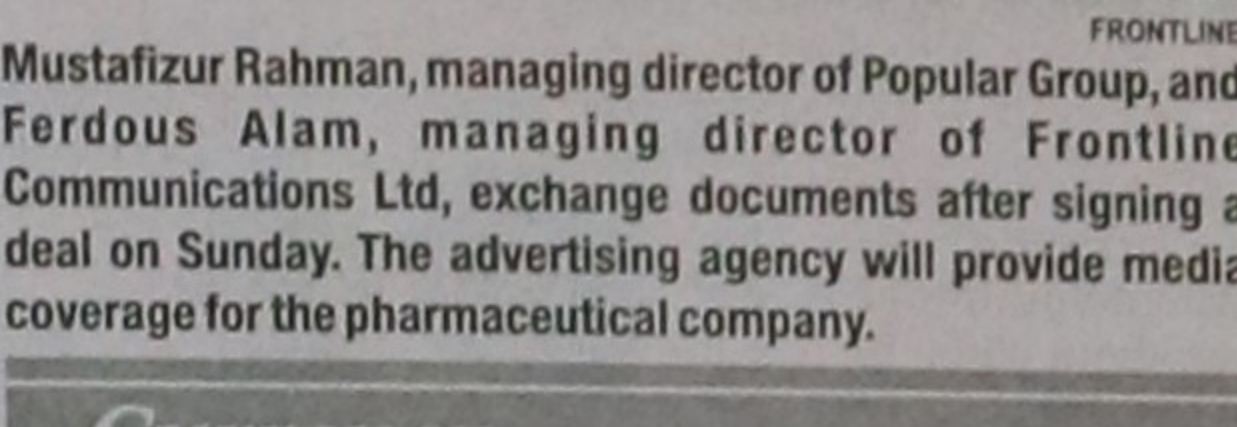 FRONTLINE
Mustafizur Rahman, managing director of Popular Group, and
Ferdous Alam, managing director of Frontline
Communications Ltd, exchange documents after signing a
deal on Sunday. The advertising agency will provide media
coverage for the pharmaceutical company.